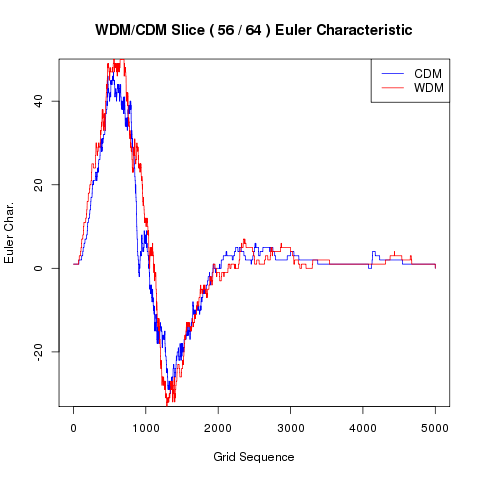 WDM/CDM Slice ( 56 / 64 ) Euler Characteristic
CDM
WDM
Euler Char.
40
20
0
-20
0
1000
2000
3000
4000
5000
Grid Sequence